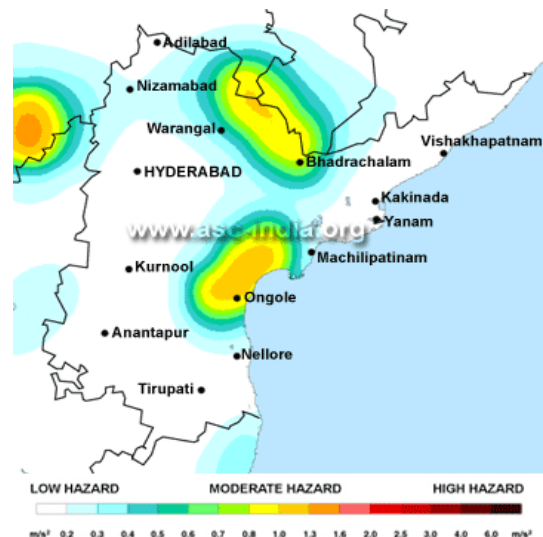 Adilabad
Nizamabad
Warangal
Vishakhapatnam
Bhadrachalam
HYDERABAD
Kakinada
www.asc-india.org
Yanam
Machilipatinam
Kurnool
Ongole
Anantapur
Nellore
Tirupati
LOW HAZARD MODERATE HAZARD HIGH HAZARD
m/s² 0.2 0.3 0.4 0.5 0.6 0.7 0.8 1.0 1.3 1.6 2.0 2.5 3.0 4.0 6.0 m/s²